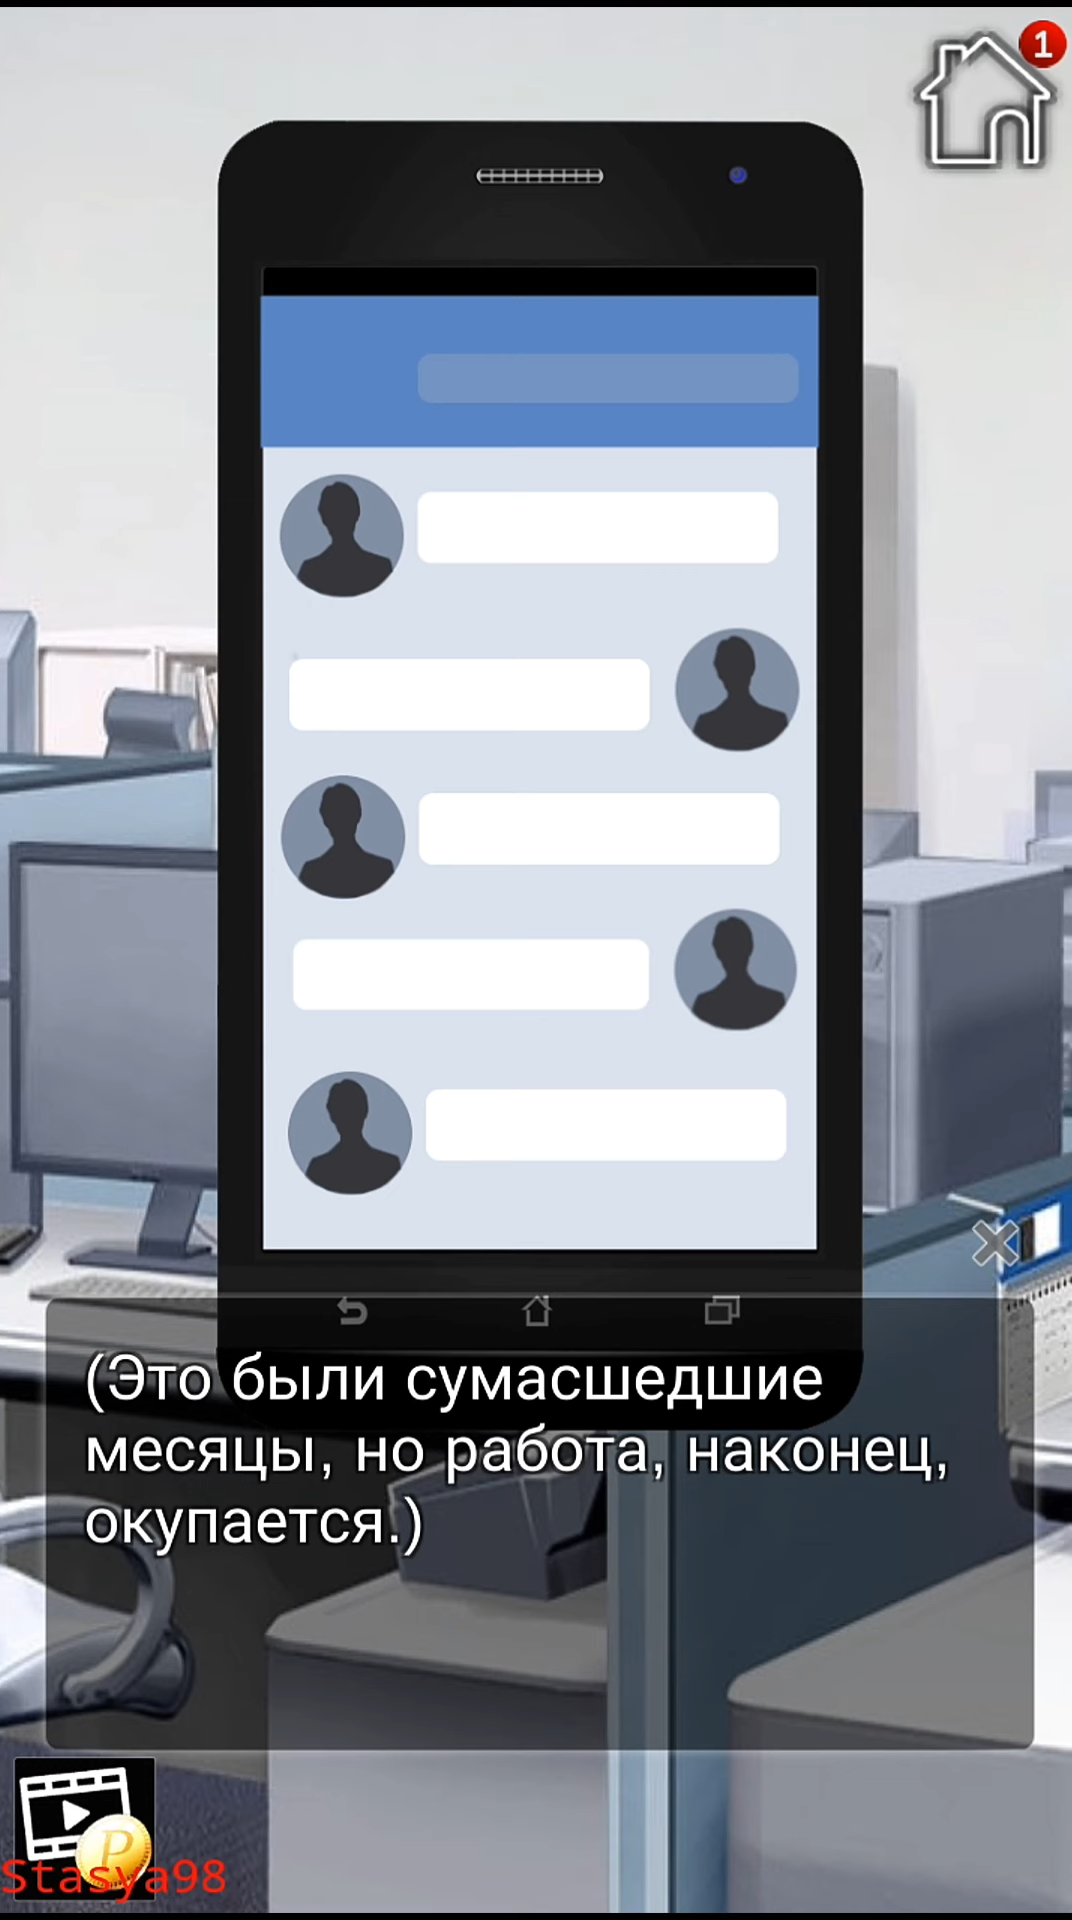 1
(Это были сумасшедшие
месяцы, но работа, наконец,
окупается.)
P
Stasya98